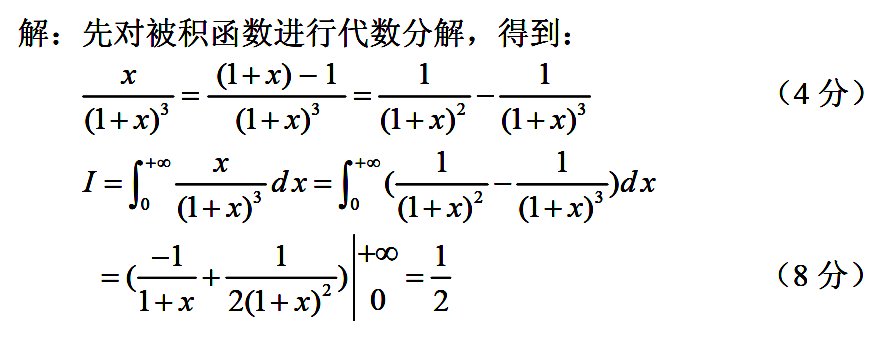 解：先对被积函数进行代数分解，得到：
$\frac{x}{(1+x)^3}=\frac{(1+x)-1}{(1+x)^3}=\frac{1}{(1+x)^2}-\frac{1}{(1+x)^3}$ （4 分）
$I=\int_0^{+\infty}\frac{x}{(1+x)^3}dx=\int_0^{+\infty}(\frac{1}{(1+x)^2}-\frac{1}{(1+x)^3})dx$
$=(\frac{-1}{1+x}+\frac{1}{2(1+x)^2})\Big|_0^{+\infty}=\frac{1}{2}$ （8 分）